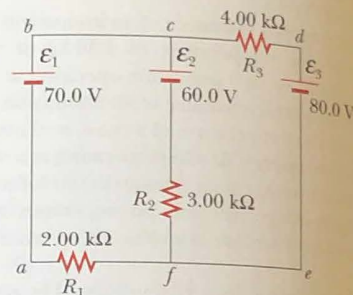 b
c
4.00 kΩ
d
ℰ₁
ℰ₂
R₃
ℰ₃
70.0 V
60.0 V
80.0 V
R₂
3.00 kΩ
2.00 kΩ
a
R₁
f
e